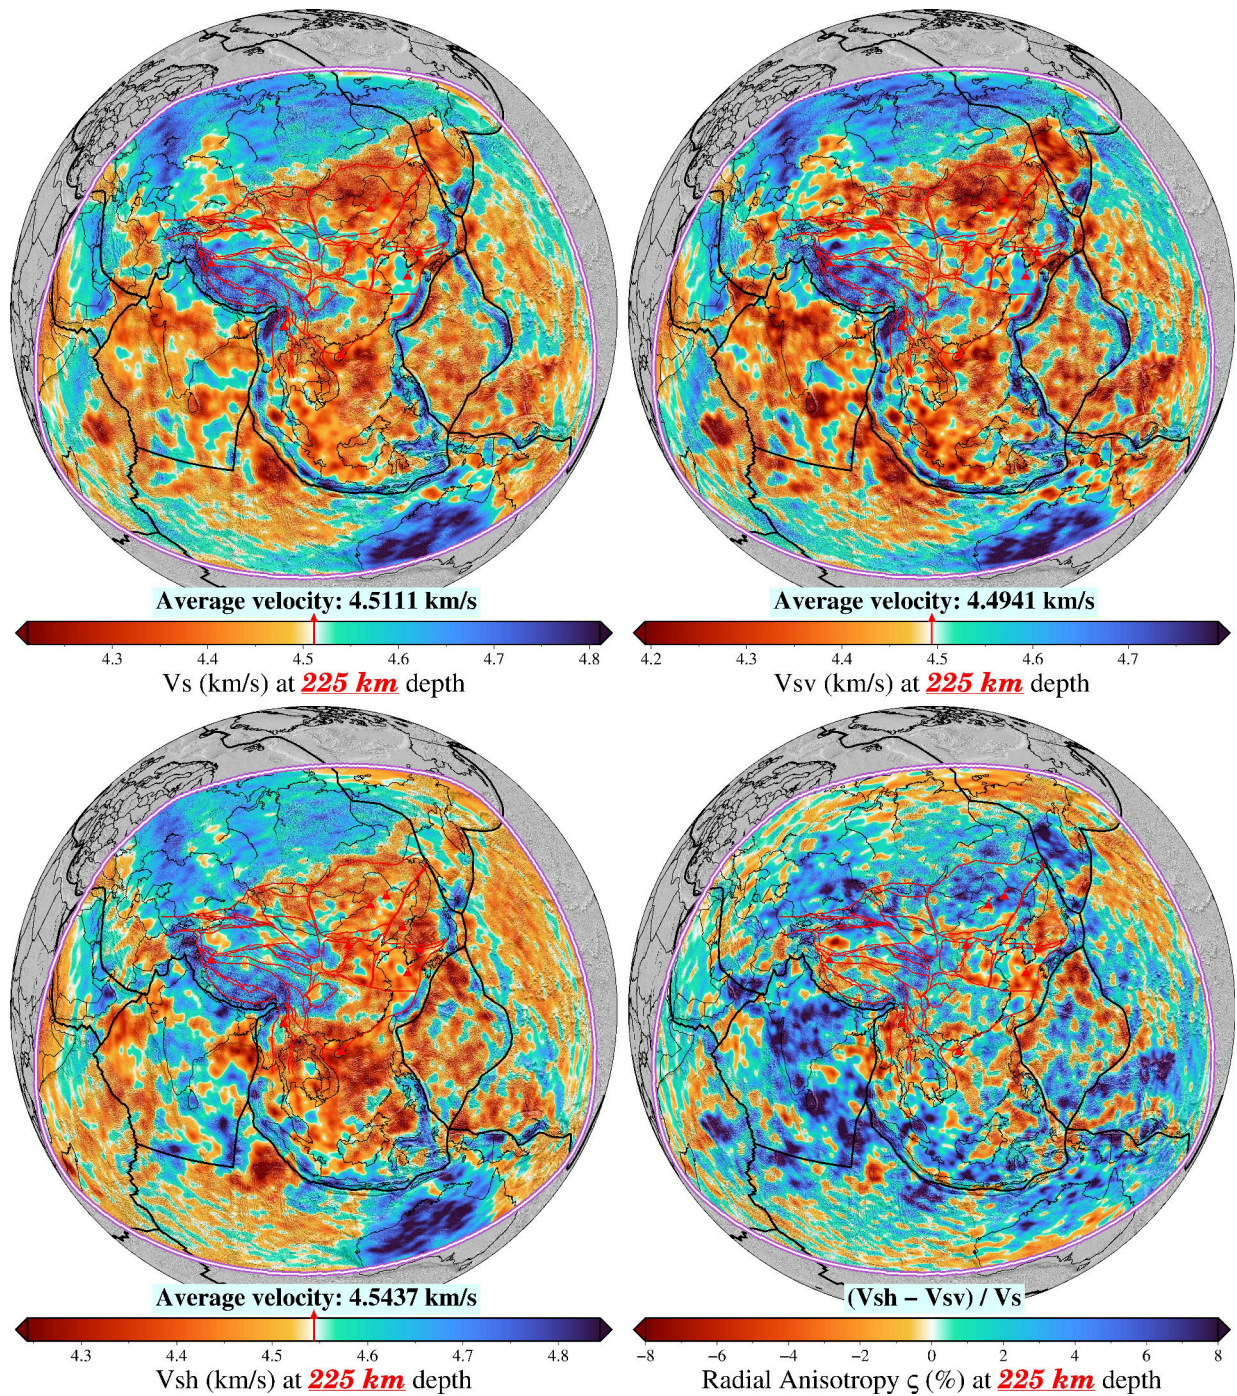 Average velocity: 4.5111 km/s
4.3 4.4 4.5 4.6 4.7 4.8
Vs (km/s) at 225 km depth
Average velocity: 4.4941 km/s
4.2 4.3 4.4 4.5 4.6 4.7
Vsv (km/s) at 225 km depth
Average velocity: 4.5437 km/s
4.3 4.4 4.5 4.6 4.7 4.8
Vsh (km/s) at 225 km depth
(Vsh − Vsv) / Vs
−8 −6 −4 −2 0 2 4 6 8
Radial Anisotropy ς (%) at 225 km depth